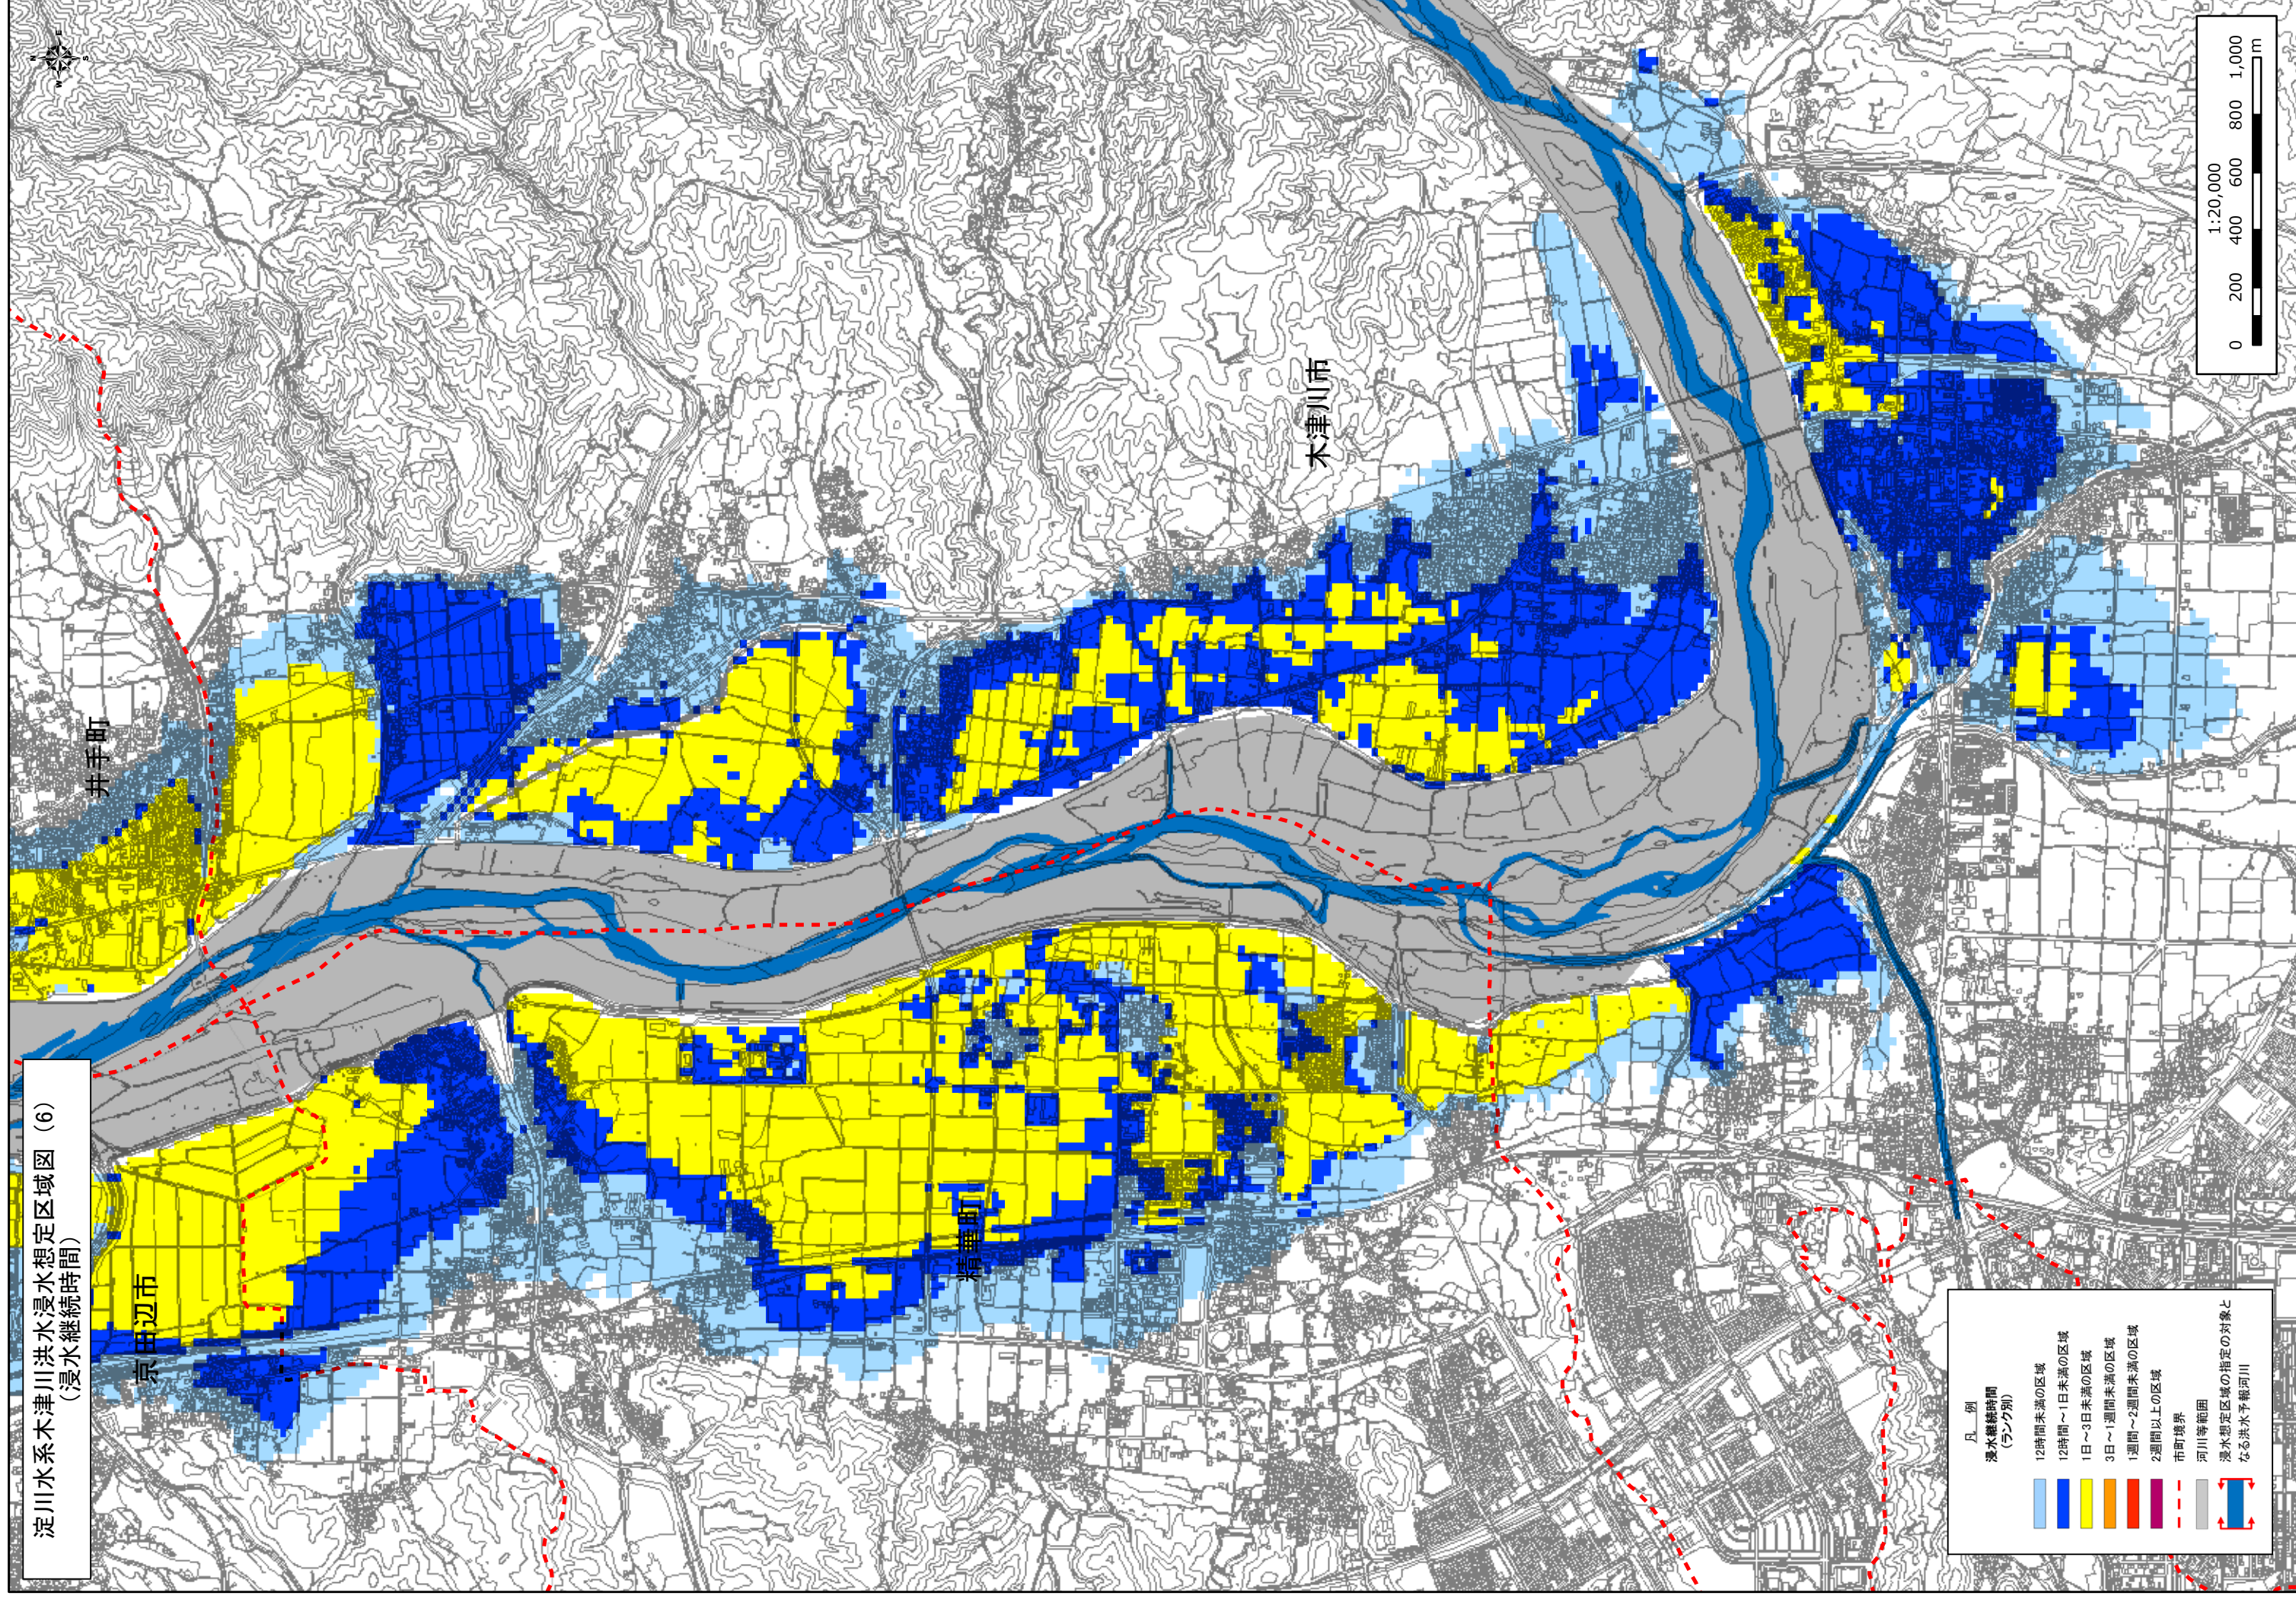 淀川水系木津川洪水浸水想定区域図 (6)
(浸水継続時間)
N
W
E
S
井手町
京田辺市
精華町
木津川市
1:20,000
0 200 400 600 800 1,000
m
凡 例
浸水継続時間
(ランク別)
12時間未満の区域
12時間～1日未満の区域
1日～3日未満の区域
3日～1週間未満の区域
1週間～2週間未満の区域
2週間以上の区域
市町境界
河川等範囲
浸水想定区域の指定の対象と
なる洪水予報河川